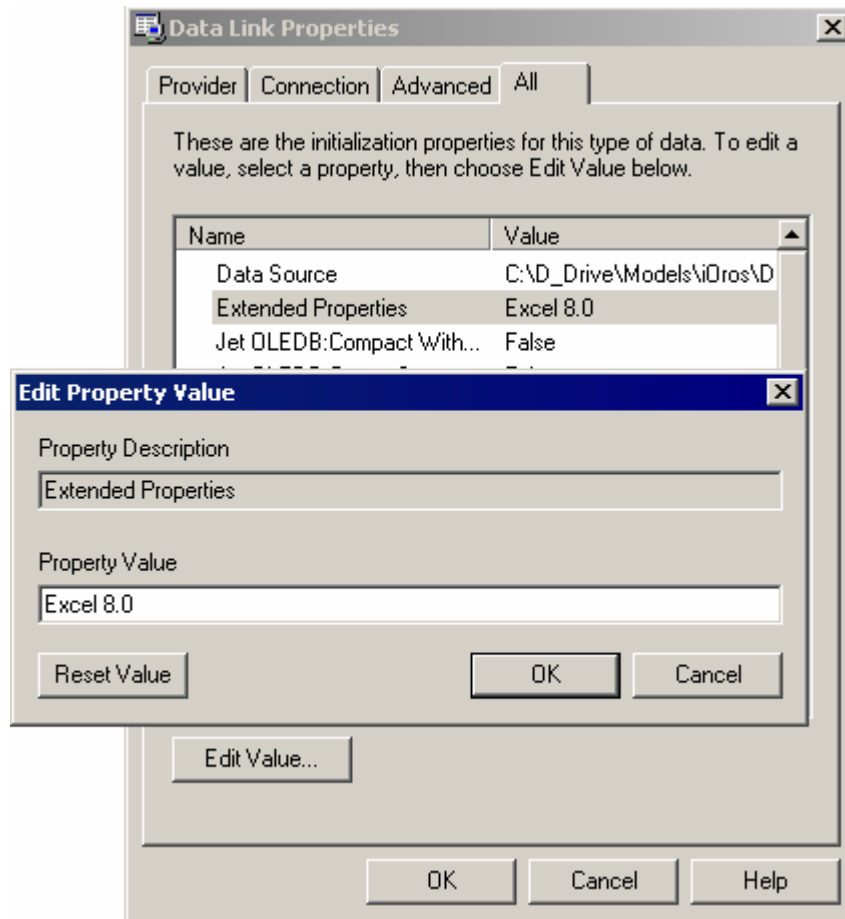 Data Link Properties
Provider Connection Advanced All
These are the initialization properties for this type of data. To edit a
value, select a property, then choose Edit Value below.
Name Value
Data Source C:\D_Drive\Models\iOros\D
Extended Properties Excel 8.0
Jet OLEDB:Compact With... False
Edit Property Value
Property Description
Extended Properties
Property Value
Excel 8.0
Reset Value OK Cancel
Edit Value...
OK Cancel Help